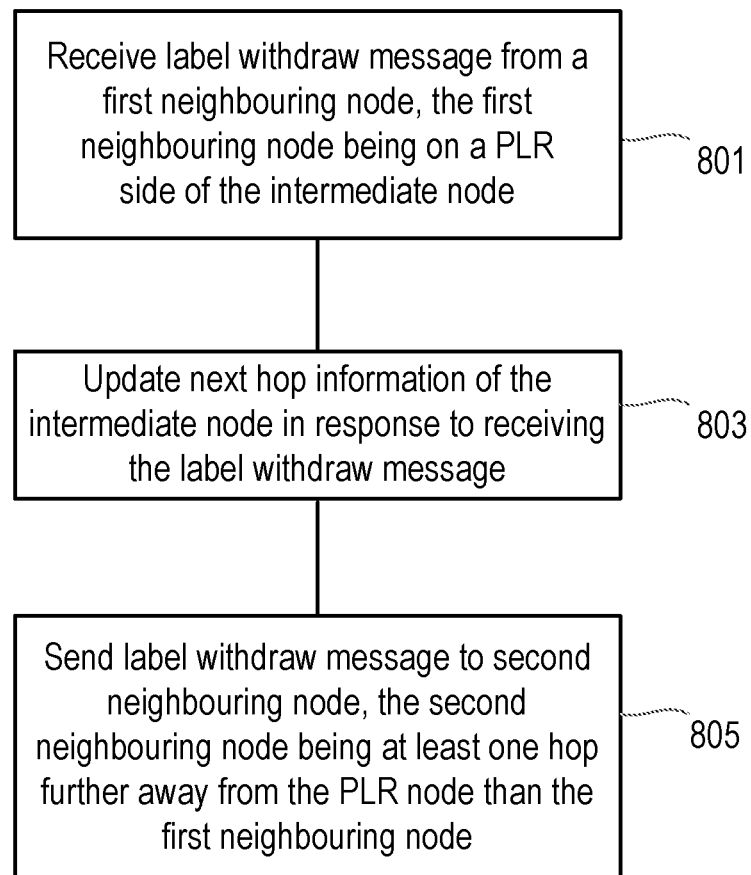 Receive label withdraw message from a
first neighbouring node, the first
neighbouring node being on a PLR
side of the intermediate node
801
Update next hop information of the
intermediate node in response to receiving
the label withdraw message
803
Send label withdraw message to second
neighbouring node, the second
neighbouring node being at least one hop
further away from the PLR node than the
first neighbouring node
805